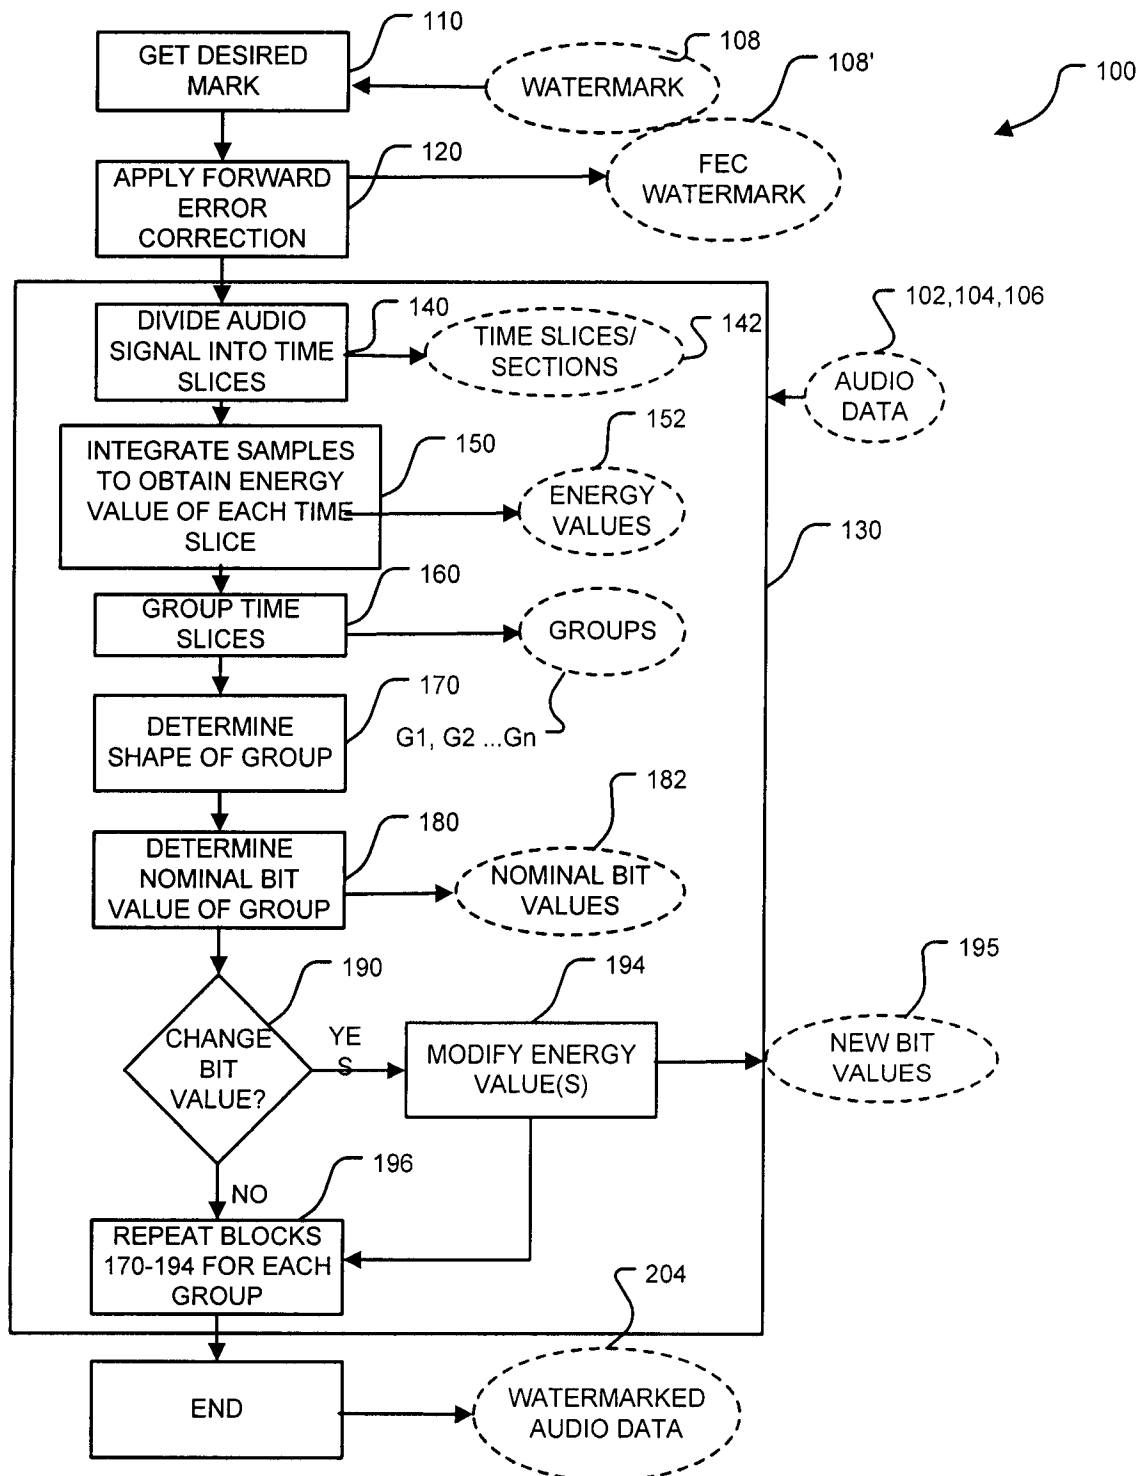 110
GET DESIRED
MARK
108
WATERMARK
108'
100
120
APPLY FORWARD
ERROR
CORRECTION
FEC
WATERMARK
140
DIVIDE AUDIO
SIGNAL INTO TIME
SLICES
TIME SLICES/
SECTIONS
142
102,104,106
AUDIO
DATA
150
INTEGRATE SAMPLES
TO OBTAIN ENERGY
VALUE OF EACH TIME
SLICE
152
ENERGY
VALUES
130
160
GROUP TIME
SLICES
GROUPS
170
DETERMINE
SHAPE OF GROUP
G1, G2 ...Gn
180
DETERMINE
NOMINAL BIT
VALUE OF GROUP
182
NOMINAL BIT
VALUES
190
CHANGE
BIT
VALUE?
YE
S
194
MODIFY ENERGY
VALUE(S)
195
NEW BIT
VALUES
NO
196
REPEAT BLOCKS
170-194 FOR EACH
GROUP
204
END
WATERMARKED
AUDIO DATA